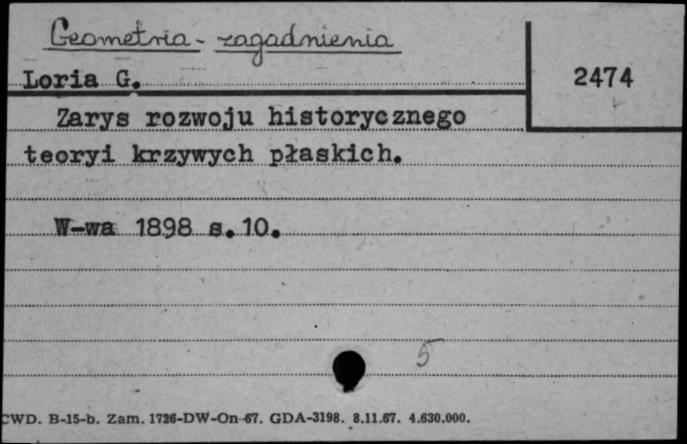 Geometria - zagadnienia
Loria G.
2474
Zarys rozwoju historycznego
teoryi krzywych płaskich.
W-wa 1898 s. 10.
5
CWD. B-15-b. Zam. 1726-DW-On-67. GDA-3198. 8.11.67. 4.630.000.